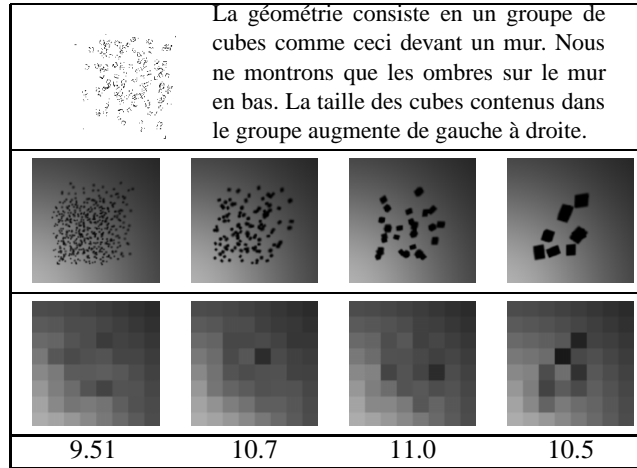 La géométrie consiste en un groupe de
cubes comme ceci devant un mur. Nous
ne montrons que les ombres sur le mur
en bas. La taille des cubes contenus dans
le groupe augmente de gauche à droite.
9.51 10.7 11.0 10.5